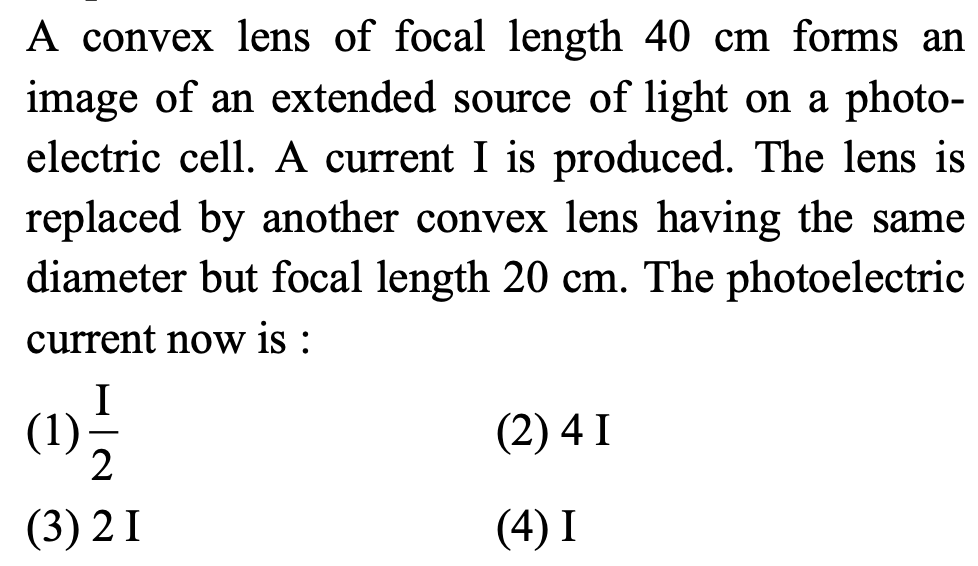 A convex lens of focal length 40 cm forms an
image of an extended source of light on a photo-
electric cell. A current I is produced. The lens is
replaced by another convex lens having the same
diameter but focal length 20 cm. The photoelectric
current now is :
(1) I/2 (2) 4 I
(3) 2 I (4) I